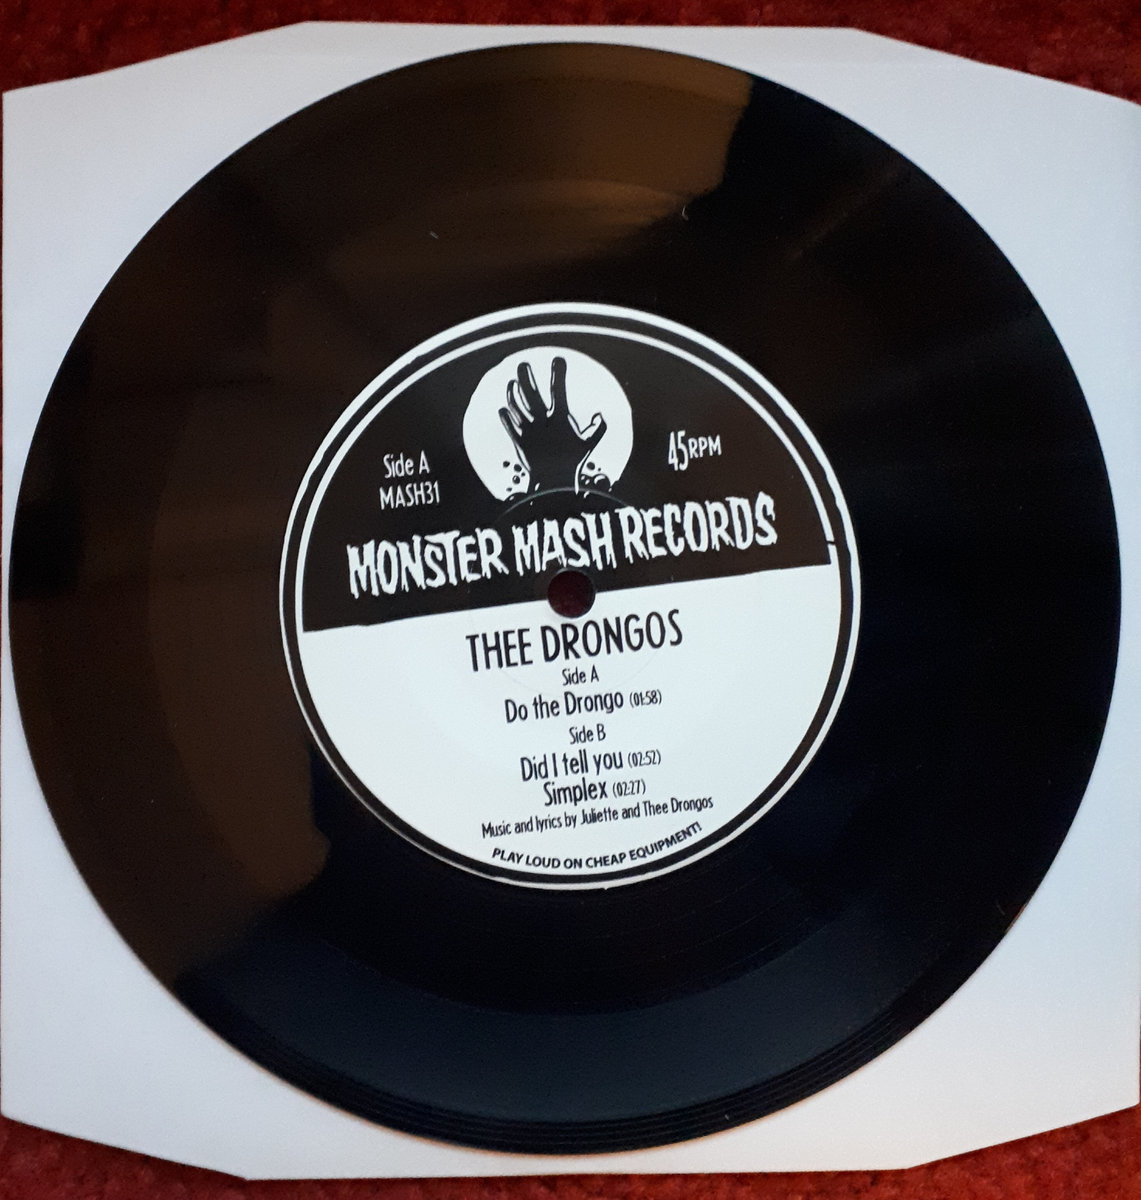 Side A
MASH31
45RPM
MONSTER MASH RECORDS
THEE DRONGOS
Side A
Do the Drongo (01:58)
Side B
Did I tell you (02:52)
Simplex (02:27)
Music and lyrics by Juliette and Thee Drongos
PLAY LOUD ON CHEAP EQUIPMENT!